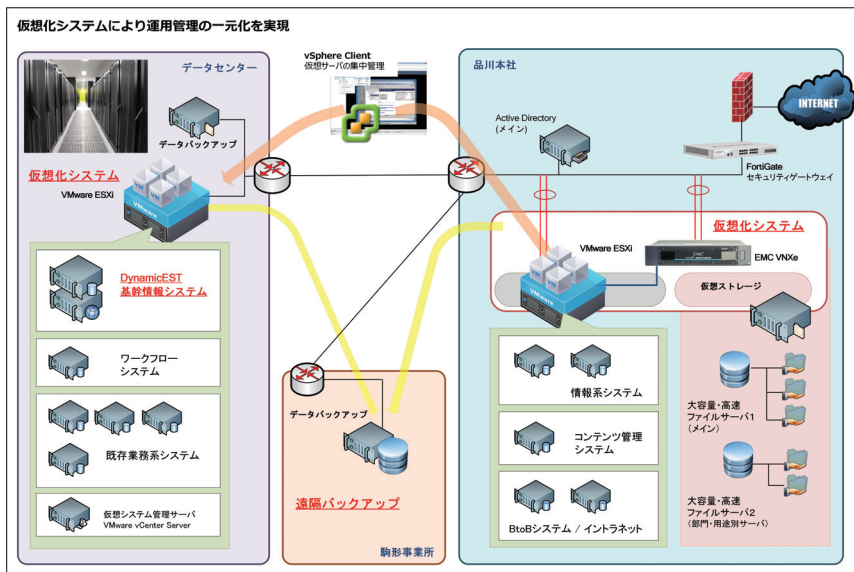 仮想化システムにより運用管理の一元化を実現
データセンター
データバックアップ
仮想化システム
VMware ESXi
VM
VM
VM
VM
VMware
DynamicEST
基幹情報システム
ワークフロー
システム
既存業務系システム
仮想システム管理サーバ
VMware vCenter Server
vSphere Client
仮想サーバの集中管理
データバックアップ
遠隔バックアップ
駒形事業所
品川本社
Active Directory
(メイン)
INTERNET
FortiGate
セキュリティゲートウェイ
仮想化システム
VMware ESXi
VM
VM
VM
VM
VMware
EMC
EMC VNXe
仮想ストレージ
情報系システム
コンテンツ管理
システム
BtoBシステム / イントラネット
大容量・高速
ファイルサーバ1
(メイン)
大容量・高速
ファイルサーバ2
(部門・用途別サーバ)